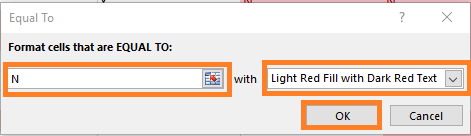 Equal To
?
Format cells that are EQUAL TO:
N with Light Red Fill with Dark Red Text
OK Cancel